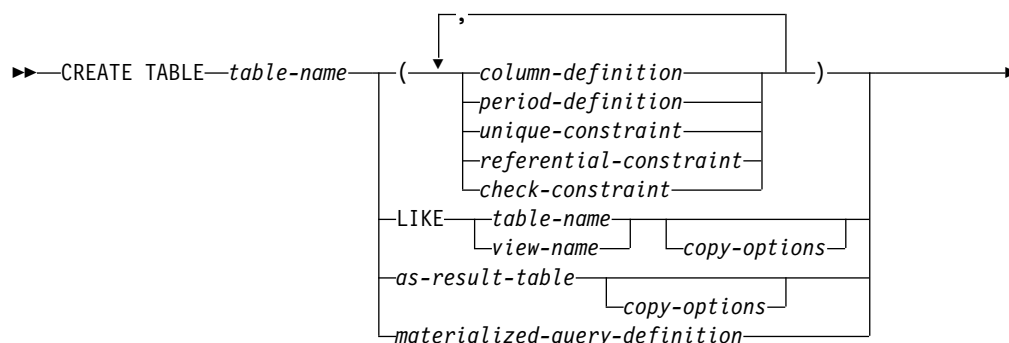 ,
CREATE TABLE table-name ( column-definition )
period-definition
unique-constraint
referential-constraint
check-constraint
LIKE table-name
view-name copy-options
as-result-table
copy-options
materialized-query-definition